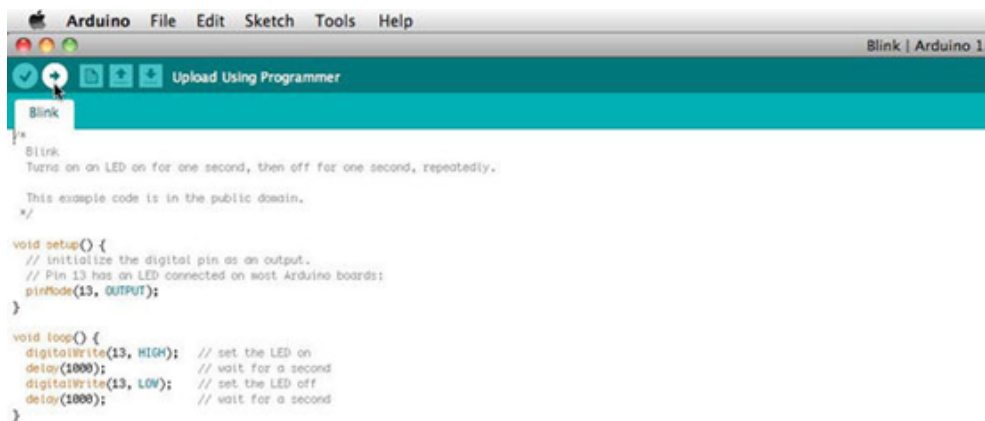 Arduino File Edit Sketch Tools Help
Blink | Arduino 1
Upload Using Programmer
Blink
/*
Blink
Turns on an LED on for one second, then off for one second, repeatedly.
This example code is in the public domain.
*/
void setup() {
// initialize the digital pin as an output.
// Pin 13 has an LED connected on most Arduino boards:
pinMode(13, OUTPUT);
}
void loop() {
digitalWrite(13, HIGH); // set the LED on
delay(1000); // wait for a second
digitalWrite(13, LOW); // set the LED off
delay(1000); // wait for a second
}